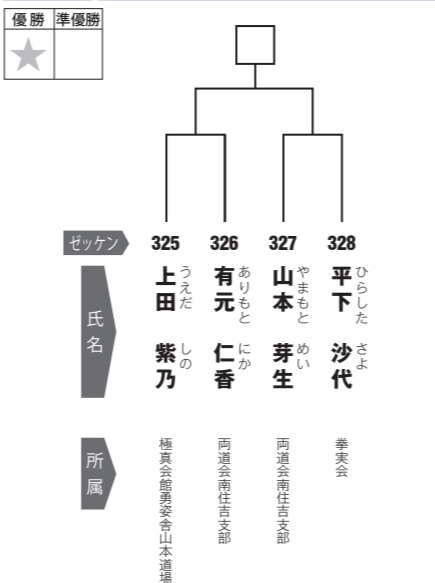 優勝 準優勝
★
ゼッケン 325 326 327 328
氏名
上田 紫乃 うえだ しの
有元 仁香 ありもと にか
山本 芽生 やまもと めい
平下 沙代 ひらした さよ
所属
極真会館勇姿舎山本道場
両道会南住吉支部
両道会南住吉支部
拳実会